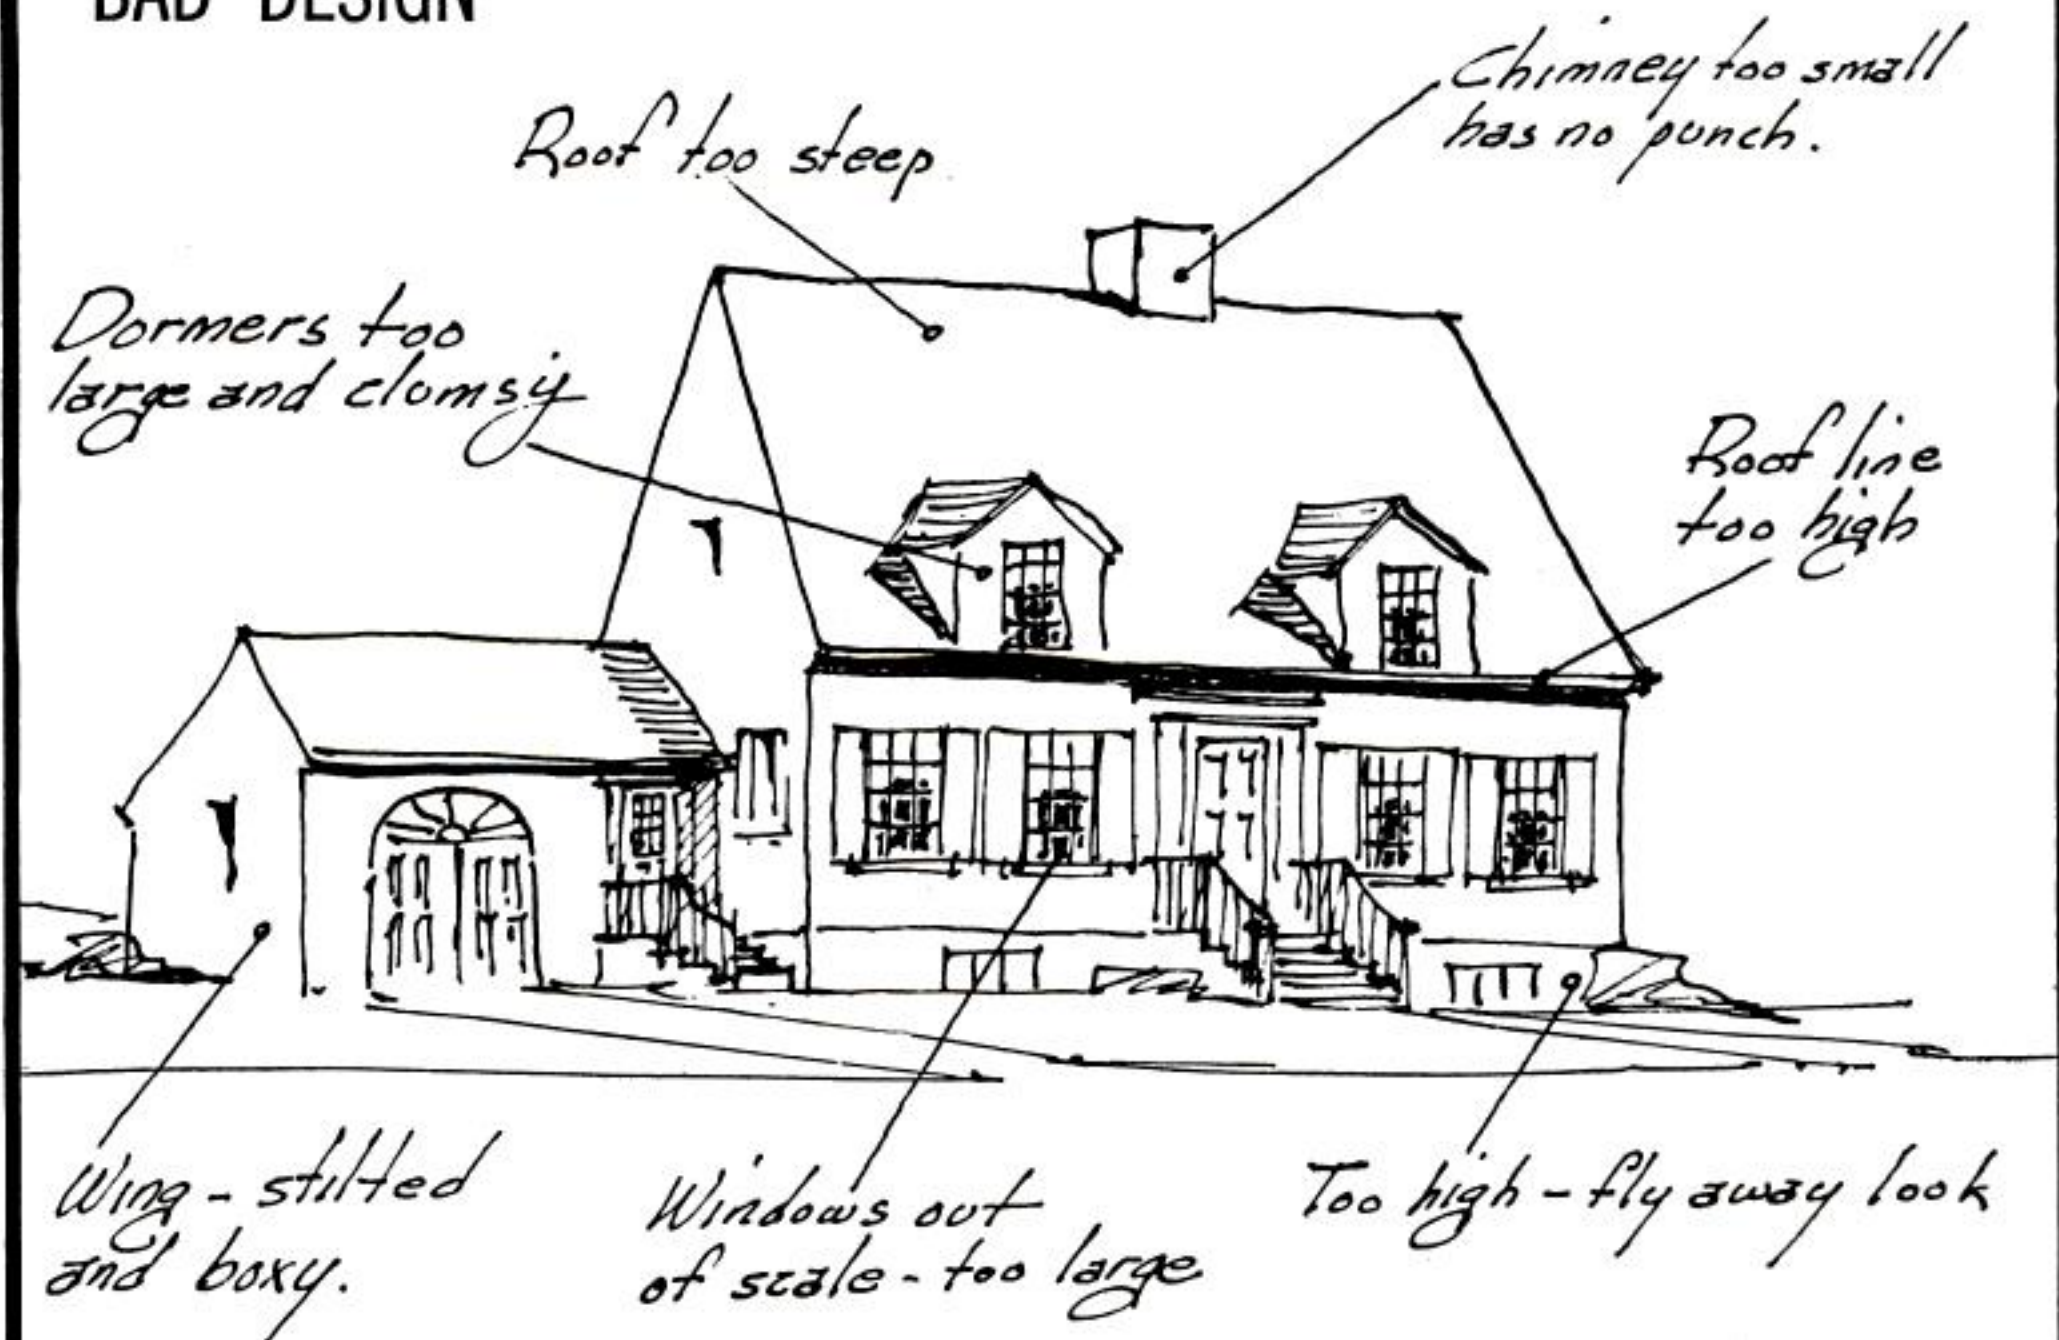 BAD DESIGN
Chimney too small
has no punch.
Roof too steep
Dormers too
large and clumsy
Roof line
too high
Wing - stilted
and boxy.
Windows out
of scale - too large
Too high - fly away look